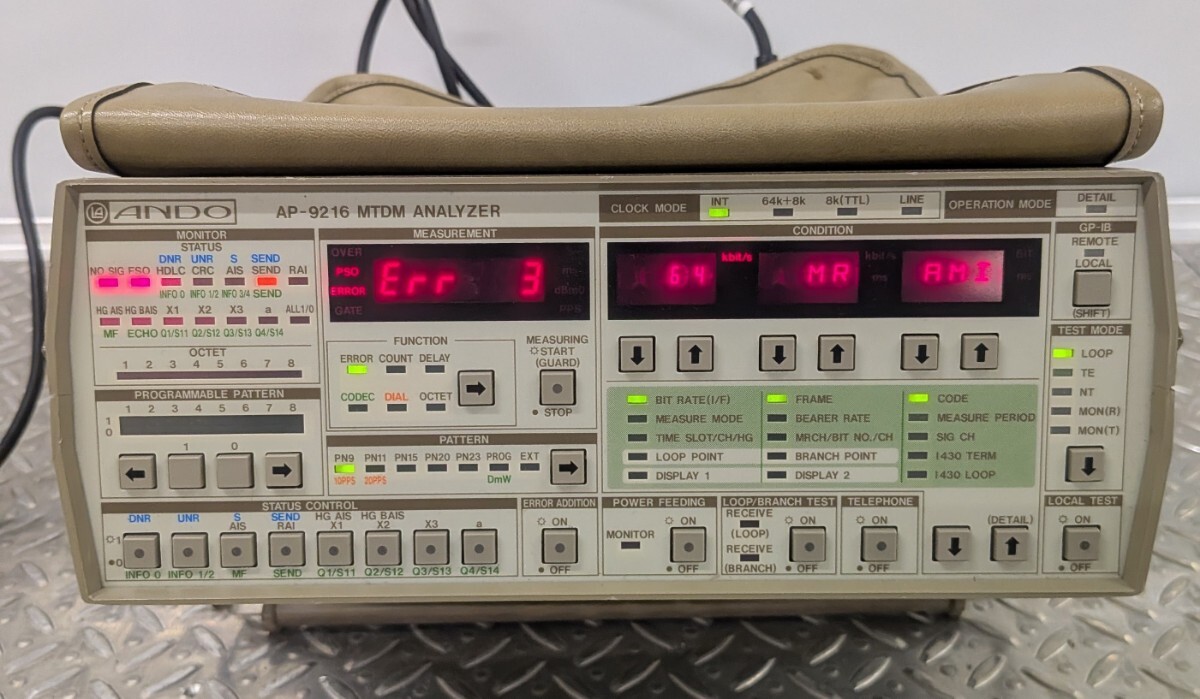 ANDO AP-9216 MTDM ANALYZER
CLOCK MODE INT 64k+8k 8k(TTL) LINE
OPERATION MODE DETAIL
MONITOR
STATUS
DNR UNR S SEND
NO SIG FSO HDLC CRC AIS SEND RAI
INFO 0 INFO 1/2 INFO 3/4 SEND
HG AIS HG BAIS X1 X2 X3 a ALL1/0
MF ECHO Q1/S11 Q2/S12 Q3/S13 Q4/S14
OCTET
1 2 3 4 5 6 7 8
PROGRAMMABLE PATTERN
1 2 3 4 5 6 7 8
1
0
← 1 0 →
MEASUREMENT
OVER
PSO
ERROR
GATE
Err 3
dBm0
PPS
FUNCTION
ERROR COUNT DELAY
CODEC DIAL OCTET
→
MEASURING
START
(GUARD)
STOP
PATTERN
PN9 PN11 PN15 PN20 PN23 PROG EXT
10PPS 20PPS DmW
→
CONDITION
64 kbit/s MR kbit/s ms AMI BIT ms
↓ ↑ ↓ ↑ ↓ ↑
BIT RATE(I/F) FRAME CODE
MEASURE MODE BEARER RATE MEASURE PERIOD
TIME SLOT/CH/HG MRCH/BIT NO./CH SIG CH
LOOP POINT BRANCH POINT I430 TERM
DISPLAY 1 DISPLAY 2 I430 LOOP
GP-IB
REMOTE
LOCAL
(SHIFT)
TEST MODE
LOOP
TE
NT
MON(R)
MON(T)
↓
STATUS CONTROL
DNR UNR S AIS SEND RAI HG AIS X1 HG BAIS X2 X3 a
1
0
INFO 0 INFO 1/2 MF SEND Q1/S11 Q2/S12 Q3/S13 Q4/S14
ERROR ADDITION
ON
OFF
POWER FEEDING
MONITOR
ON
OFF
LOOP/BRANCH TEST
RECEIVE
(LOOP)
RECEIVE
(BRANCH)
ON
OFF
TELEPHONE
ON
OFF
(DETAIL)
↓ ↑
LOCAL TEST
ON
OFF